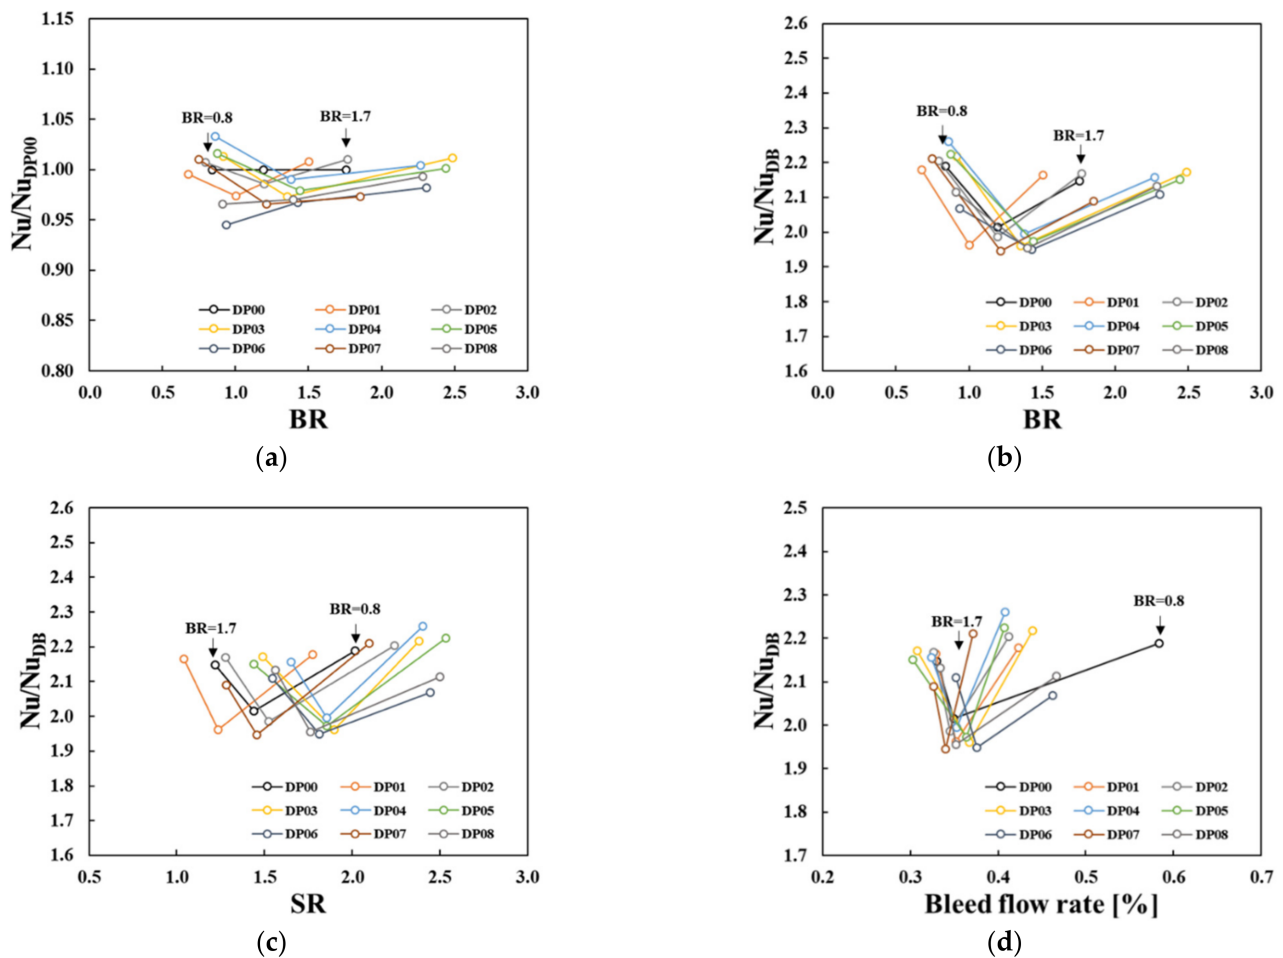 1.15
1.10
1.05
1.00
0.95
0.90
0.85
0.80
Nu/Nu_DP00
BR=0.8
BR=1.7
DP00 DP01 DP02
DP03 DP04 DP05
DP06 DP07 DP08
0.0 0.5 1.0 1.5 2.0 2.5 3.0
BR
(a)
2.6
2.5
2.4
2.3
2.2
2.1
2.0
1.9
1.8
1.7
1.6
Nu/Nu_DB
BR=0.8
BR=1.7
DP00 DP01 DP02
DP03 DP04 DP05
DP06 DP07 DP08
0.0 0.5 1.0 1.5 2.0 2.5 3.0
BR
(b)
2.6
2.5
2.4
2.3
2.2
2.1
2.0
1.9
1.8
1.7
1.6
Nu/Nu_DB
BR=1.7
BR=0.8
DP00 DP01 DP02
DP03 DP04 DP05
DP06 DP07 DP08
0.5 1.0 1.5 2.0 2.5 3.0
SR
(c)
2.5
2.4
2.3
2.2
2.1
2.0
1.9
1.8
1.7
Nu/Nu_DB
BR=1.7
BR=0.8
DP00 DP01 DP02
DP03 DP04 DP05
DP06 DP07 DP08
0.2 0.3 0.4 0.5 0.6 0.7
Bleed flow rate [%]
(d)